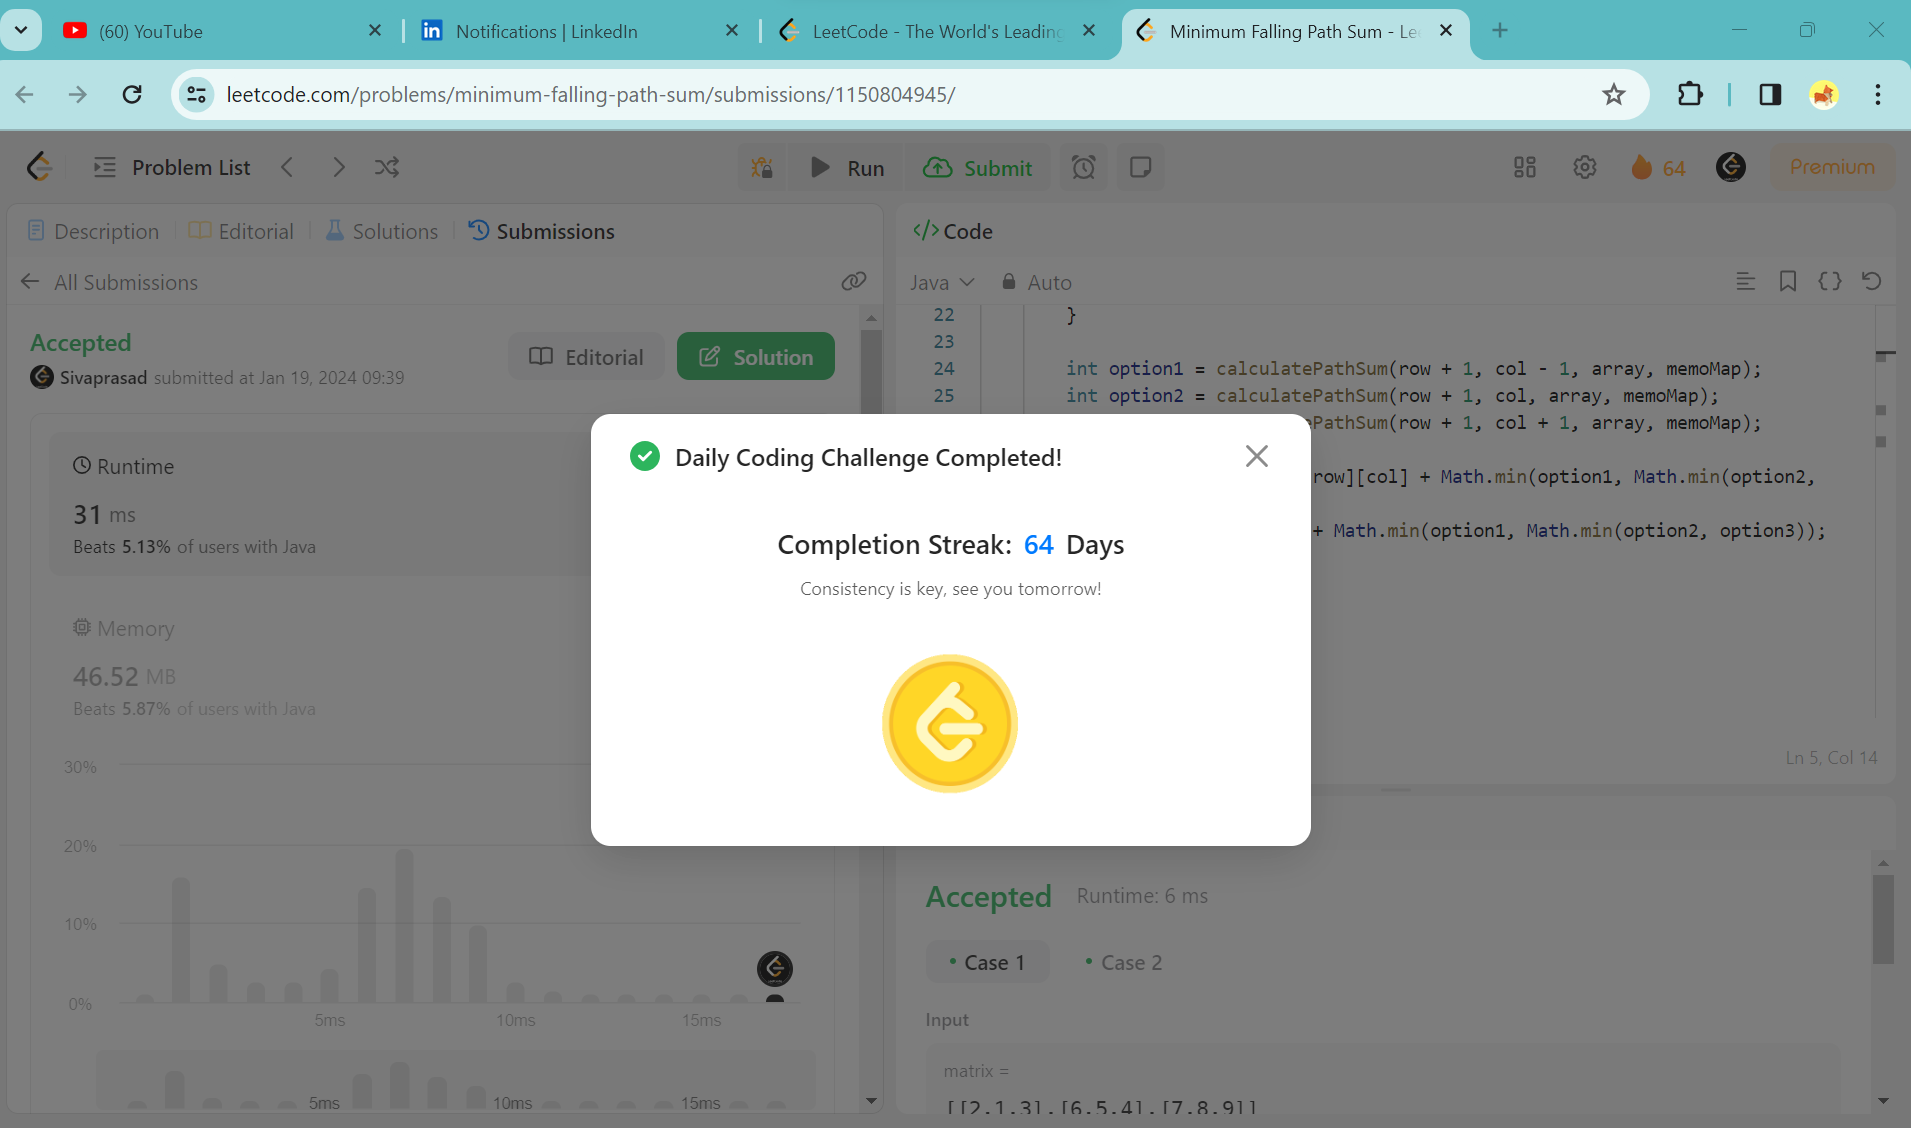 (60) YouTube
Notifications | LinkedIn
LeetCode - The World's Leading
Minimum Falling Path Sum - Le
leetcode.com/problems/minimum-falling-path-sum/submissions/1150804945/
Problem List
Run
Submit
64
Premium
Description
Editorial
Solutions
Submissions
All Submissions
Accepted
Editorial
Solution
Sivaprasad submitted at Jan 19, 2024 09:39
Runtime
31 ms
Beats 5.13% of users with Java
Memory
46.52 MB
Beats 5.87% of users with Java
30%
20%
10%
0%
5ms 10ms 15ms
5ms 10ms 15ms
</> Code
Java
Auto
22 }
23
24 int option1 = calculatePathSum(row + 1, col - 1, array, memoMap);
25 int option2 = calculatePathSum(row + 1, col, array, memoMap);
PathSum(row + 1, col + 1, array, memoMap);
row][col] + Math.min(option1, Math.min(option2,
+ Math.min(option1, Math.min(option2, option3));
Ln 5, Col 14
Daily Coding Challenge Completed!
Completion Streak: 64 Days
Consistency is key, see you tomorrow!
Accepted
Runtime: 6 ms
• Case 1
• Case 2
Input
matrix =
[[2,1,3],[6,5,4],[7,8,9]]